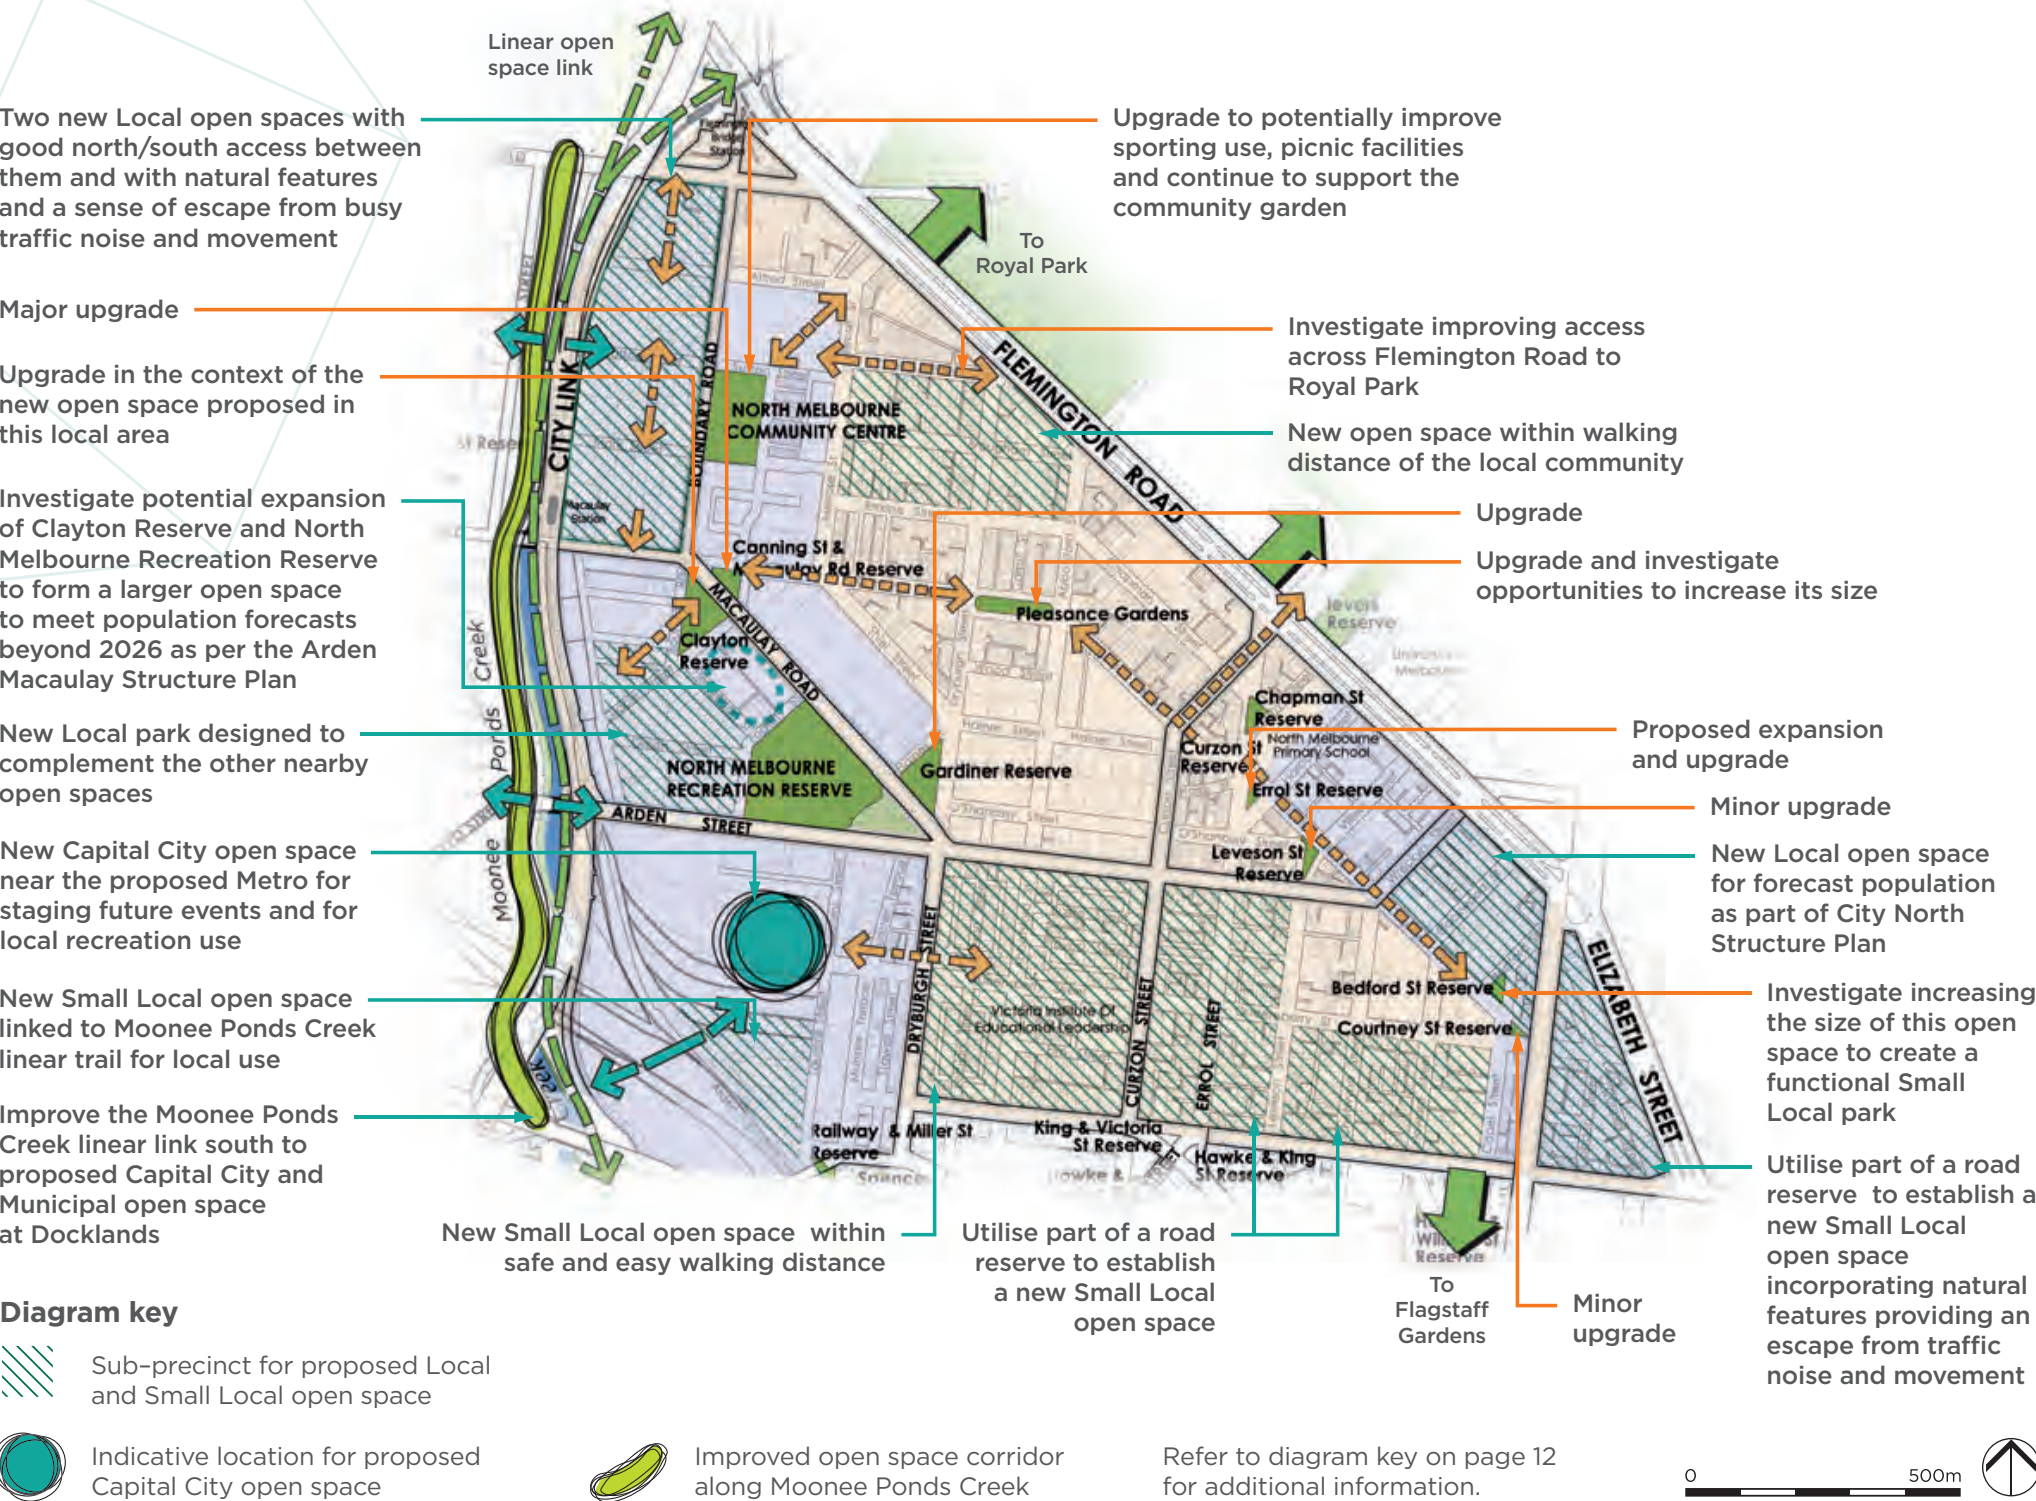 Linear open
space link
Two new Local open spaces with
good north/south access between
them and with natural features
and a sense of escape from busy
traffic noise and movement
Major upgrade
Upgrade in the context of the
new open space proposed in
this local area
Investigate potential expansion
of Clayton Reserve and North
Melbourne Recreation Reserve
to form a larger open space
to meet population forecasts
beyond 2026 as per the Arden
Macaulay Structure Plan
New Local park designed to
complement the other nearby
open spaces
New Capital City open space
near the proposed Metro for
staging future events and for
local recreation use
New Small Local open space
linked to Moonee Ponds Creek
linear trail for local use
Improve the Moonee Ponds
Creek linear link south to
proposed Capital City and
Municipal open space
at Docklands
Upgrade to potentially improve
sporting use, picnic facilities
and continue to support the
community garden
To
Royal Park
Investigate improving access
across Flemington Road to
Royal Park
New open space within walking
distance of the local community
Upgrade
Upgrade and investigate
opportunities to increase its size
Proposed expansion
and upgrade
Minor upgrade
New Local open space
for forecast population
as part of City North
Structure Plan
Investigate increasing
the size of this open
space to create a
functional Small
Local park
Utilise part of a road
reserve to establish a
new Small Local
open space
incorporating natural
features providing an
escape from traffic
noise and movement
Bridge
Station
Alfred Street
STREET
CITY LINK
BOUNDARY ROAD
FLEMINGTON ROAD
NORTH MELBOURNE
COMMUNITY CENTRE
Macaulay
Station
Canning St &
Macaulay Rd Reserve
MACAULAY ROAD
Pleasance Gardens
Clayton
Reserve
Reserve
Moonee Ponds Creek
Chapman St
Reserve
North Melbourne
Primary School
Curzon St
Reserve
NORTH MELBOURNE
RECREATION RESERVE
Gardiner Reserve
Errol St Reserve
ARDEN STREET
Leveson St
Reserve
DRYBURGH STREET
Victoria Institute Of
Educational Leadership
CURZON STREET
ERROL STREET
Bedford St Reserve
Courtney St Reserve
ELIZABETH STREET
Railway & Miller St
Reserve
King & Victoria
St Reserve
Hawke & King
St Reserve
Spence
Hawke &
Reserve
New Small Local open space within
safe and easy walking distance
Utilise part of a road
reserve to establish
a new Small Local
open space
To
Flagstaff
Gardens
Minor
upgrade
Diagram key
Sub-precinct for proposed Local
and Small Local open space
Indicative location for proposed
Capital City open space
Improved open space corridor
along Moonee Ponds Creek
Refer to diagram key on page 12
for additional information.
0 500m